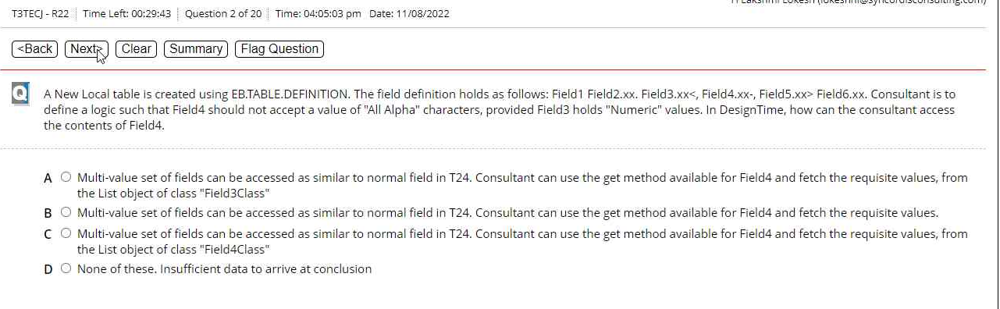 T3TECJ - R22 Time Left: 00:29:43 Question 2 of 20 Time: 04:05:03 pm Date: 11/08/2022
<Back Next> Clear Summary Flag Question
Q
A New Local table is created using EB.TABLE.DEFINITION. The field definition holds as follows: Field1 Field2.xx. Field3.xx<, Field4.xx-, Field5.xx> Field6.xx. Consultant is to
define a logic such that Field4 should not accept a value of "All Alpha" characters, provided Field3 holds "Numeric" values. In DesignTime, how can the consultant access
the contents of Field4.
A Multi-value set of fields can be accessed as similar to normal field in T24. Consultant can use the get method available for Field4 and fetch the requisite values, from
the List object of class "Field3Class"
B Multi-value set of fields can be accessed as similar to normal field in T24. Consultant can use the get method available for Field4 and fetch the requisite values.
C Multi-value set of fields can be accessed as similar to normal field in T24. Consultant can use the get method available for Field4 and fetch the requisite values, from
the List object of class "Field4Class"
D None of these. Insufficient data to arrive at conclusion